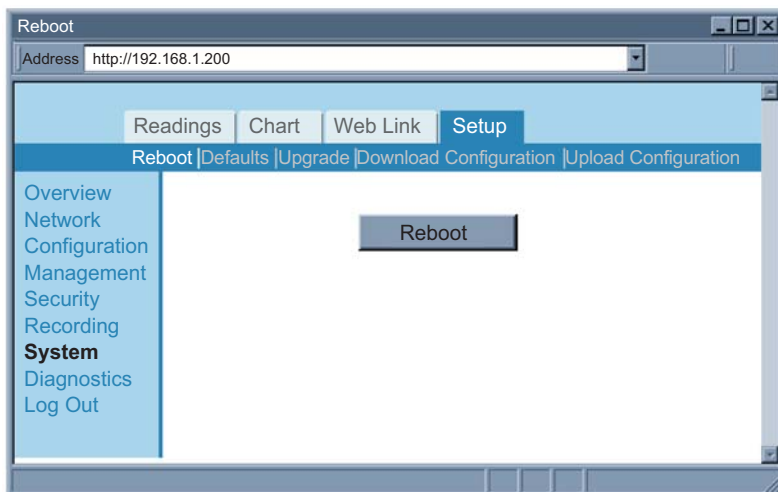 Reboot
Address http://192.168.1.200
Readings Chart Web Link Setup
Reboot |Defaults |Upgrade |Download Configuration |Upload Configuration
Overview
Network
Configuration
Management
Security
Recording
System
Diagnostics
Log Out
Reboot